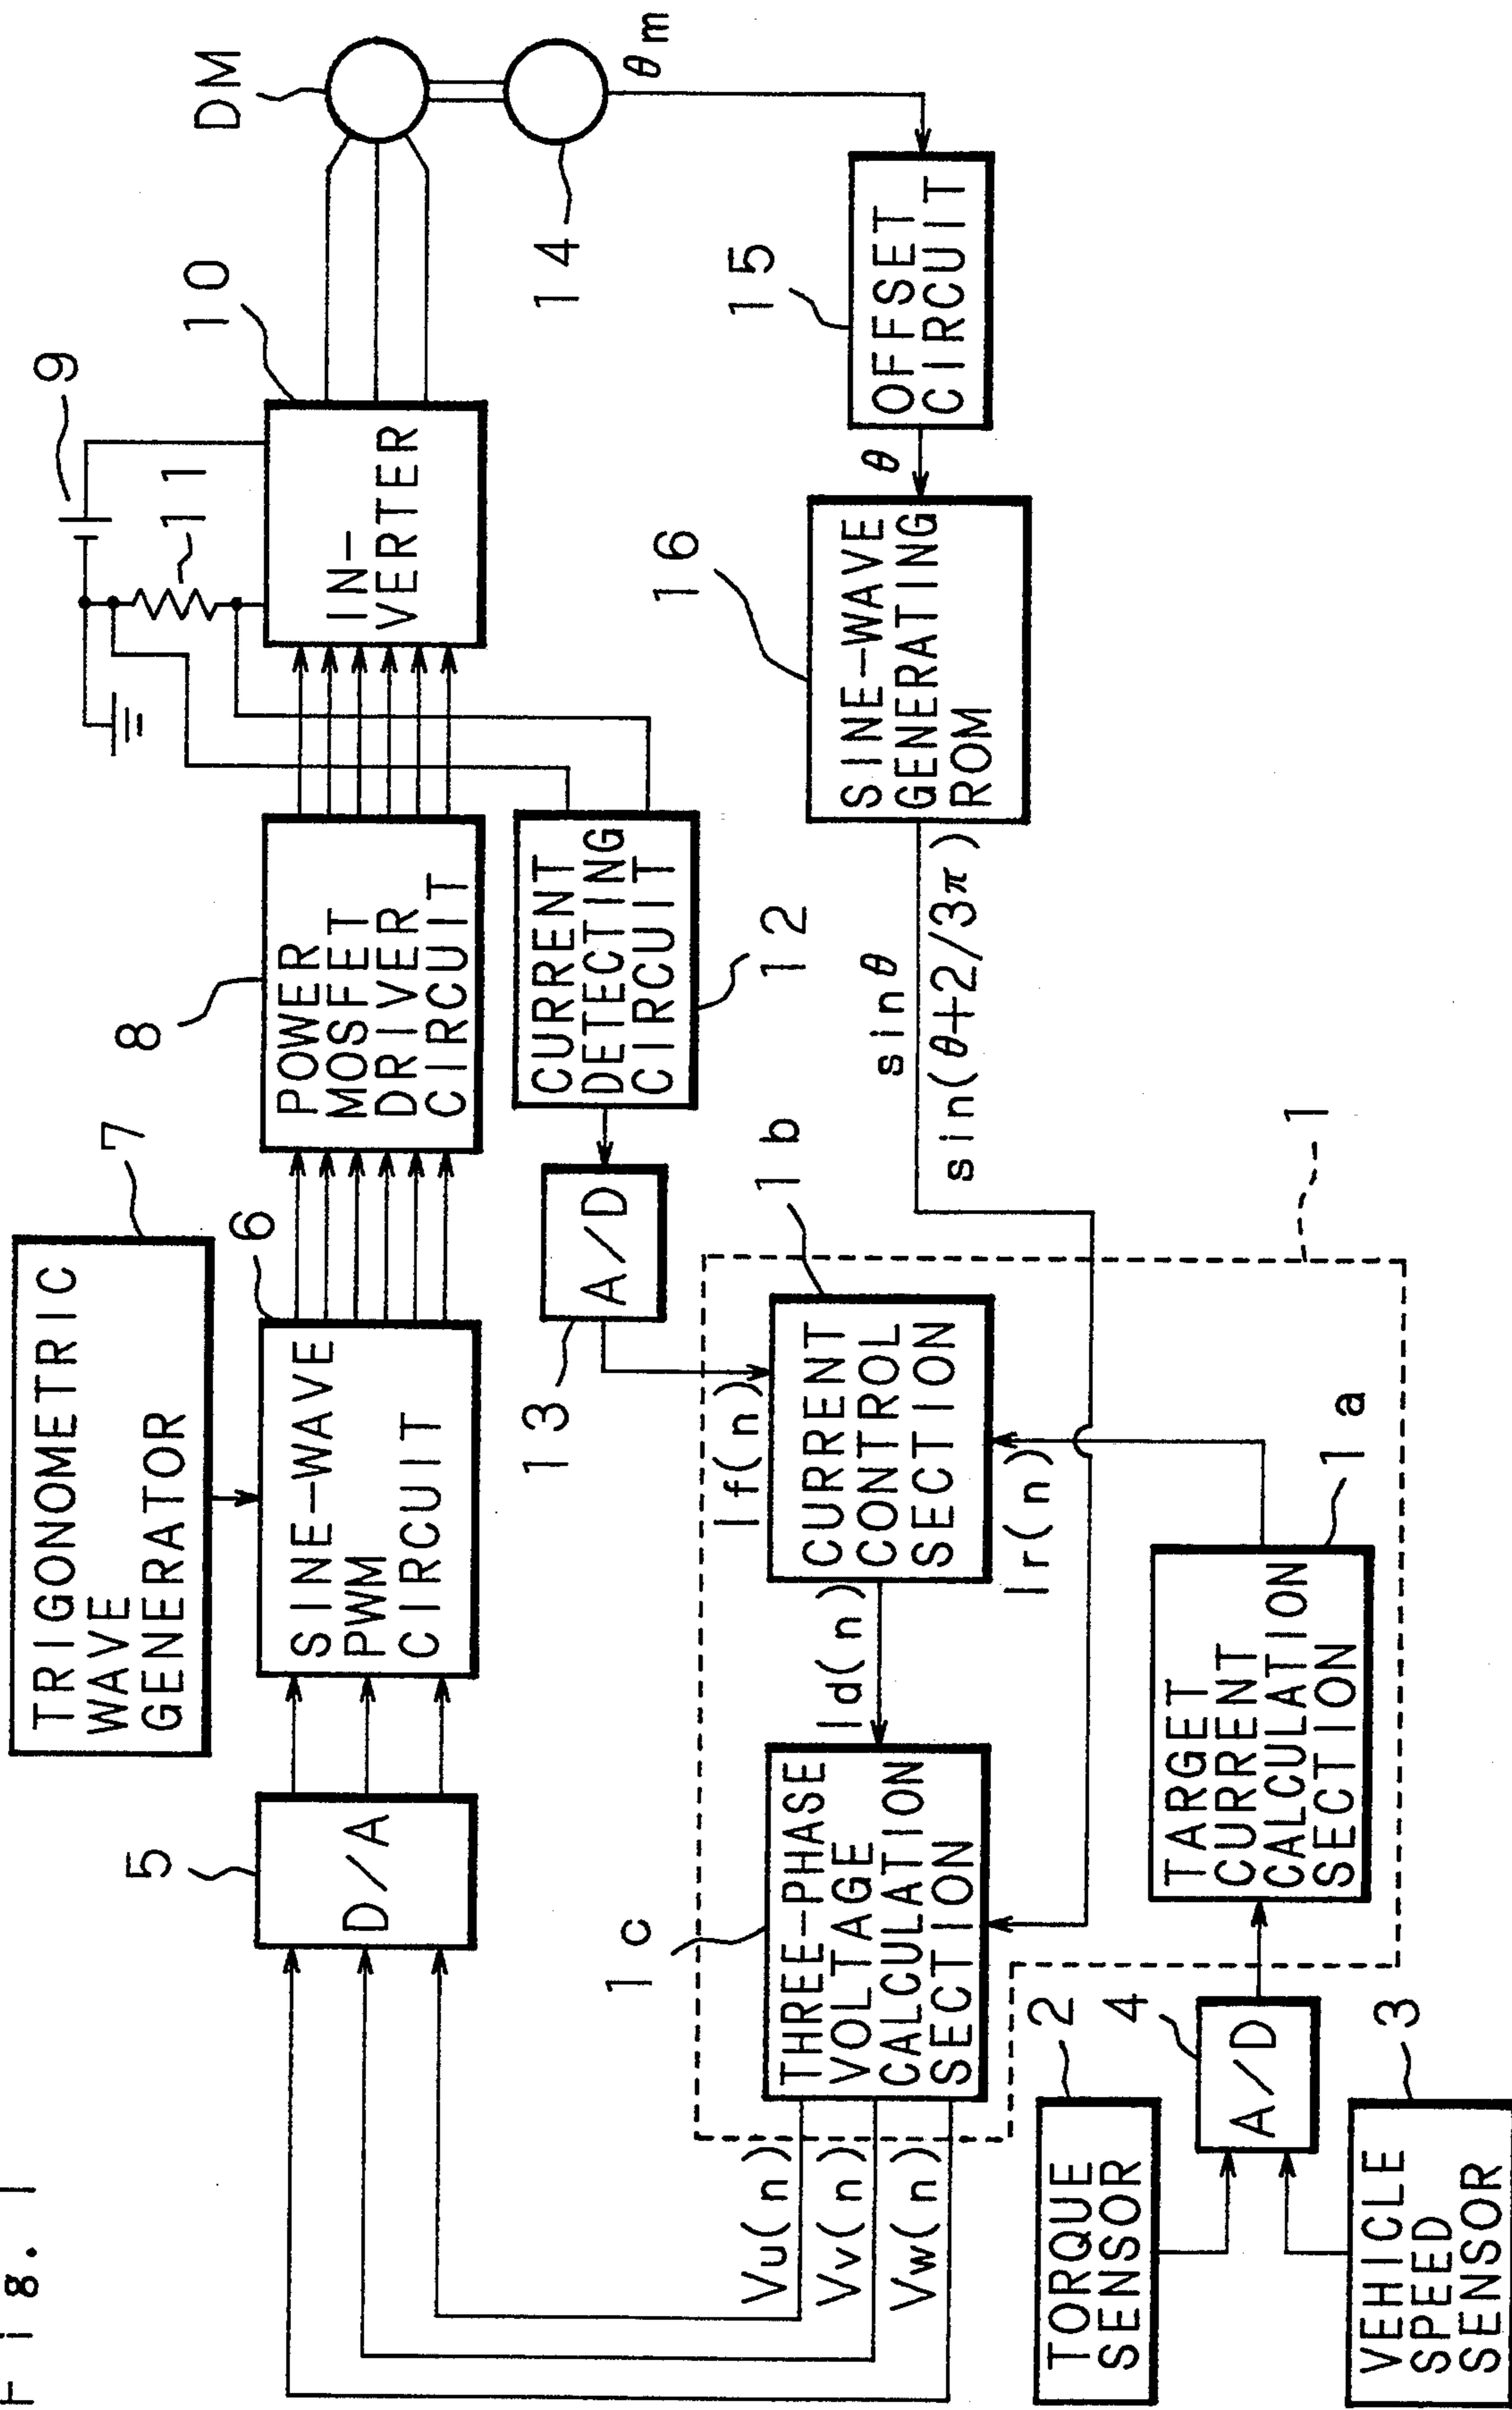 Fig. 1
TRIGONOMETRIC
WAVE
GENERATOR
7
5
D/A
6
SINE-WAVE
PWM
CIRCUIT
8
POWER
MOSFET
DRIVER
CIRCUIT
9
11
10
IN-
VERTER
DM
14
θm
13
A/D
CURRENT
DETECTING
CIRCUIT
12
15
OFFSET
CIRCUIT
θ
16
SINE-WAVE
GENERATING
ROM
sinθ
sin(θ+2/3π)
1
1c
THREE-PHASE
VOLTAGE
CALCULATION
SECTION
Id(n)
If(n)
1b
CURRENT
CONTROL
SECTION
Ir(n)
Vu(n)
Vv(n)
Vw(n)
TARGET
CURRENT
CALCULATION
SECTION
1a
2
TORQUE
SENSOR
4
A/D
3
VEHICLE
SPEED
SENSOR